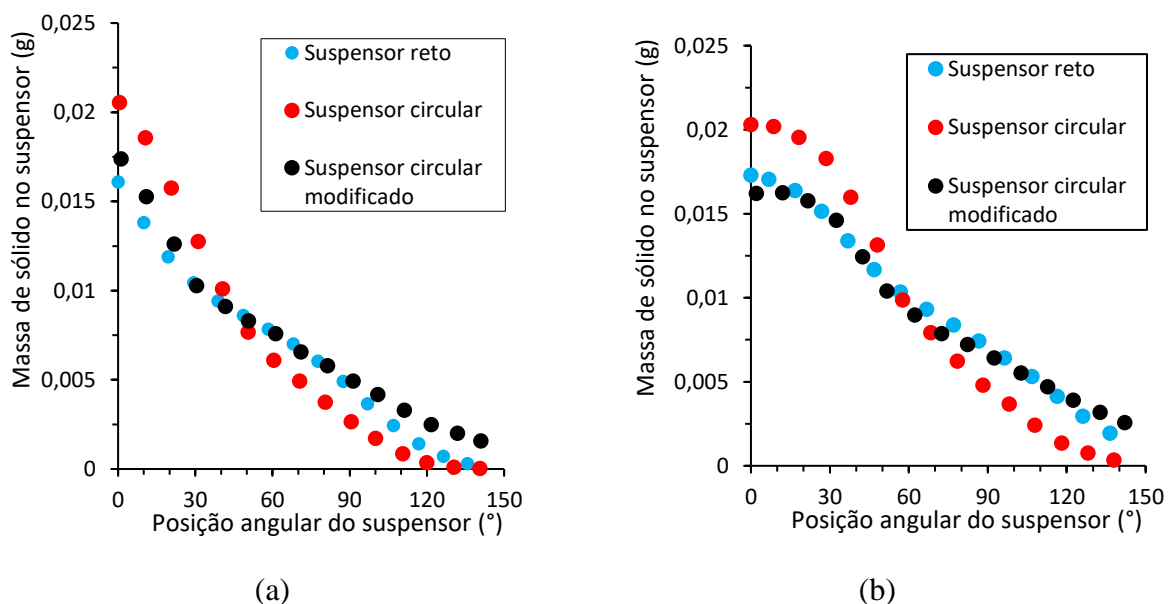 0,025
0,02
0,015
0,01
0,005
0
Massa de sólido no suspensor (g)
Suspensor reto
Suspensor circular
Suspensor circular
modificado
0 30 60 90 120 150
Posição angular do suspensor (°)
(a)
0,025
0,02
0,015
0,01
0,005
0
Massa de sólido no suspensor (g)
Suspensor reto
Suspensor circular
Suspensor circular
modificado
0 30 60 90 120 150
Posição angular do suspensor (°)
(b)